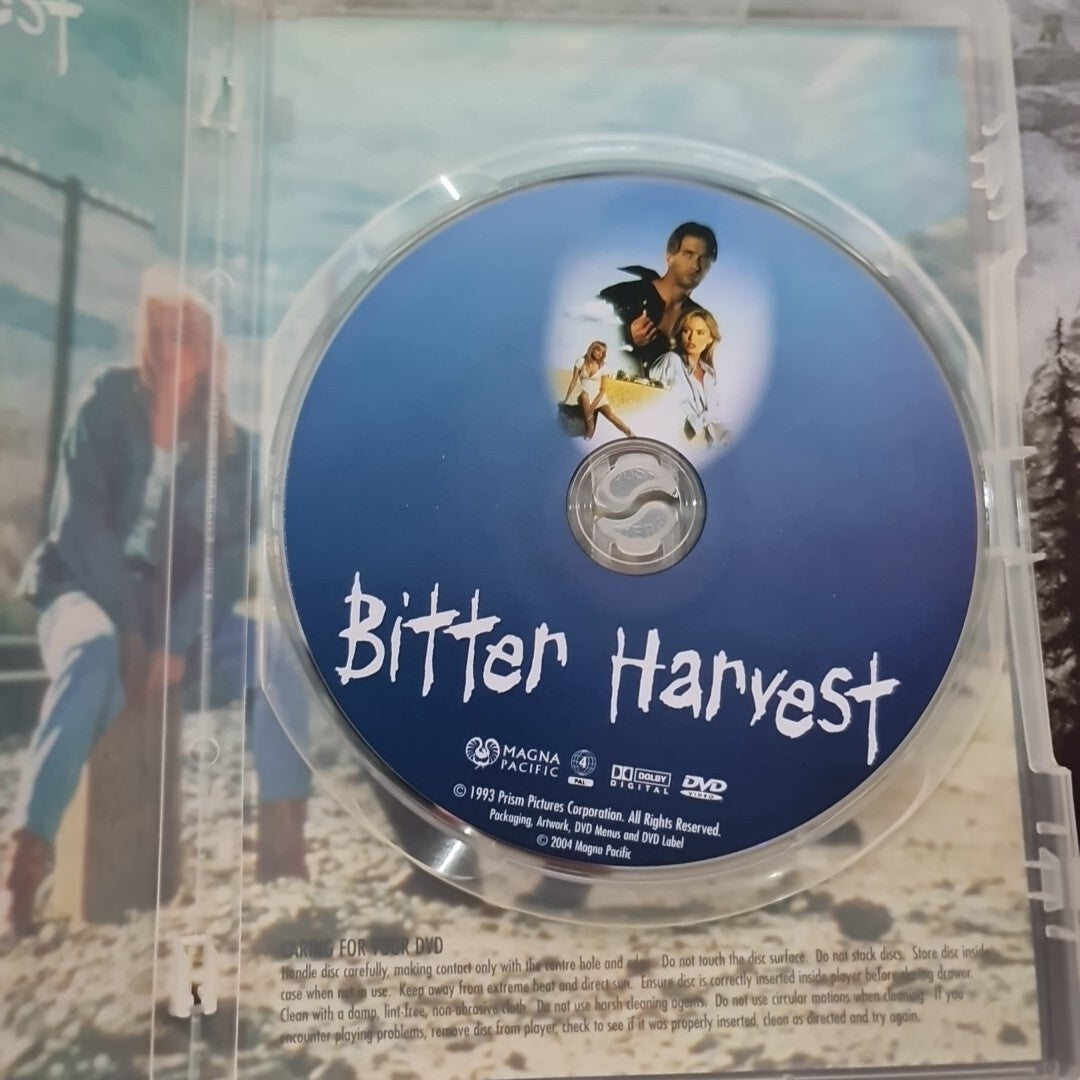 Bitter Harvest
MAGNA
PACIFIC
4
PAL
DOLBY
DIGITAL
DVD
VIDEO
© 1993 Prism Pictures Corporation. All Rights Reserved.
Packaging, Artwork, DVD Menus and DVD Label
© 2004 Magna Pacific
CARING FOR YOUR DVD
Handle disc carefully, making contact only with the centre hole and edge. Do not touch the disc surface. Do not stack discs. Store disc inside
case when not in use. Keep away from extreme heat and direct sun. Ensure disc is correctly inserted inside player before closing drawer.
Clean with a damp, lint-free, non-abrasive cloth. Do not use harsh cleaning agents. Do not use circular motions when cleaning. If you
encounter playing problems, remove disc from player, check to see if it was properly inserted, clean as directed and try again.